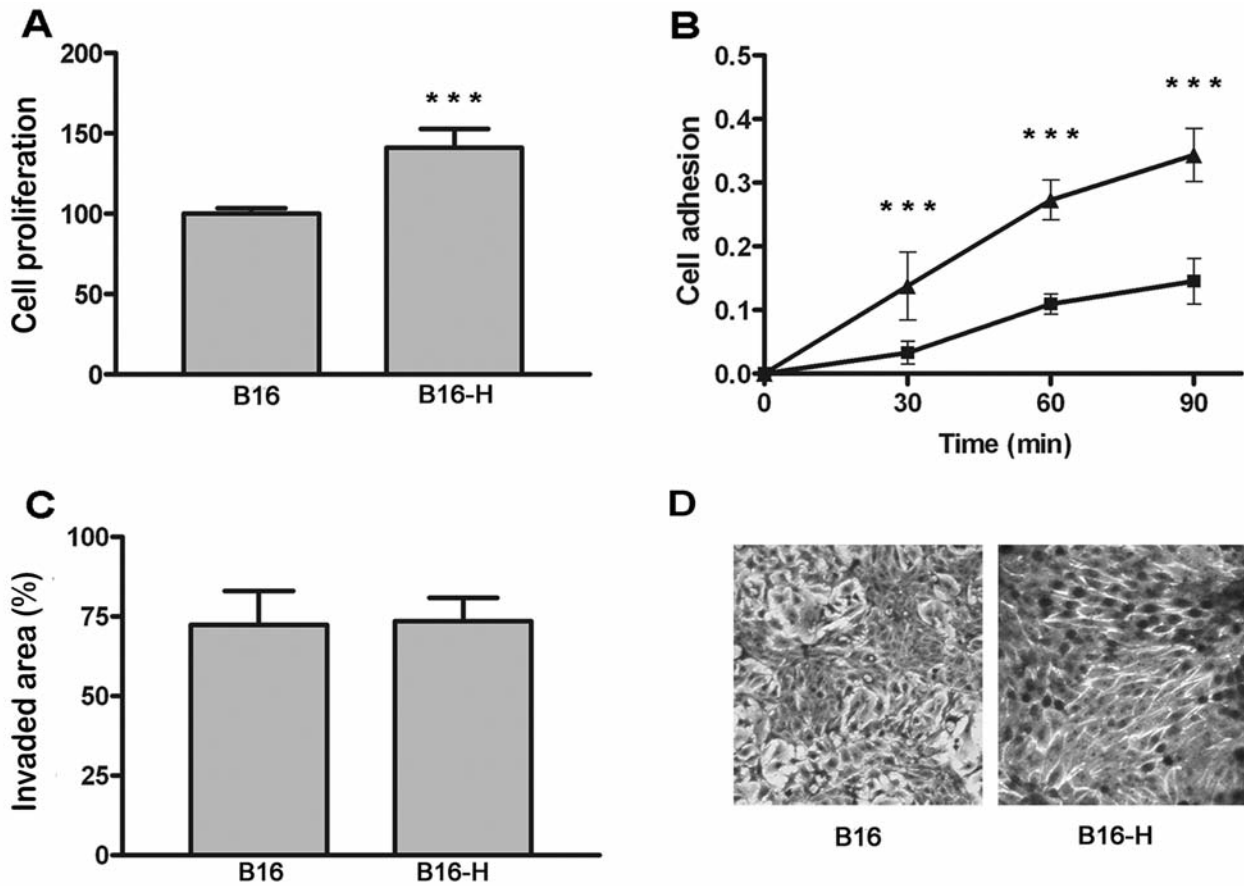 A
200
150
100
50
0
Cell proliferation
***
B16
B16-H
B
0.5
0.4
0.3
0.2
0.1
0.0
Cell adhesion
***
***
***
0
30
60
90
Time (min)
C
100
75
50
25
0
Invaded area (%)
B16
B16-H
D
B16
B16-H